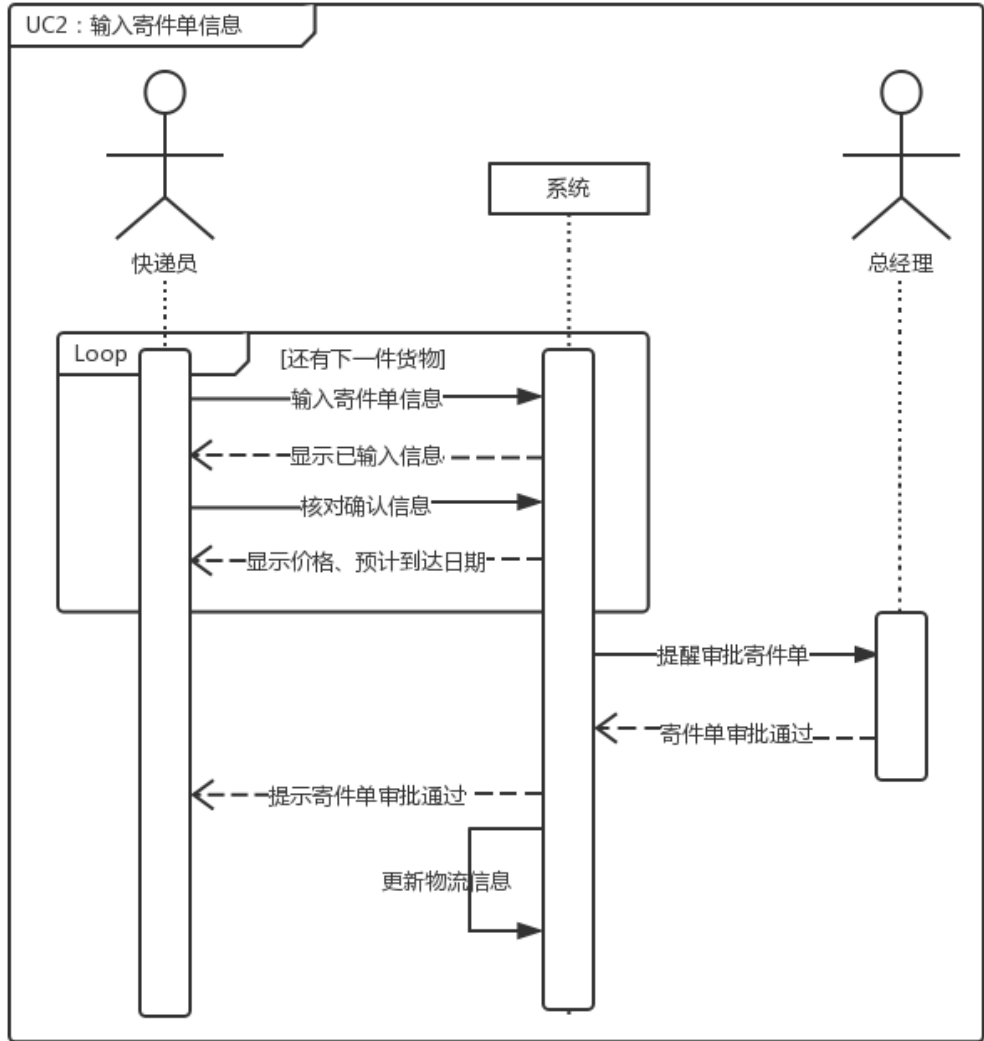 UC2：输入寄件单信息
系统
快递员
总经理
Loop
[还有下一件货物]
输入寄件单信息
显示已输入信息
核对确认信息
显示价格、预计到达日期
提醒审批寄件单
寄件单审批通过
提示寄件单审批通过
更新物流信息